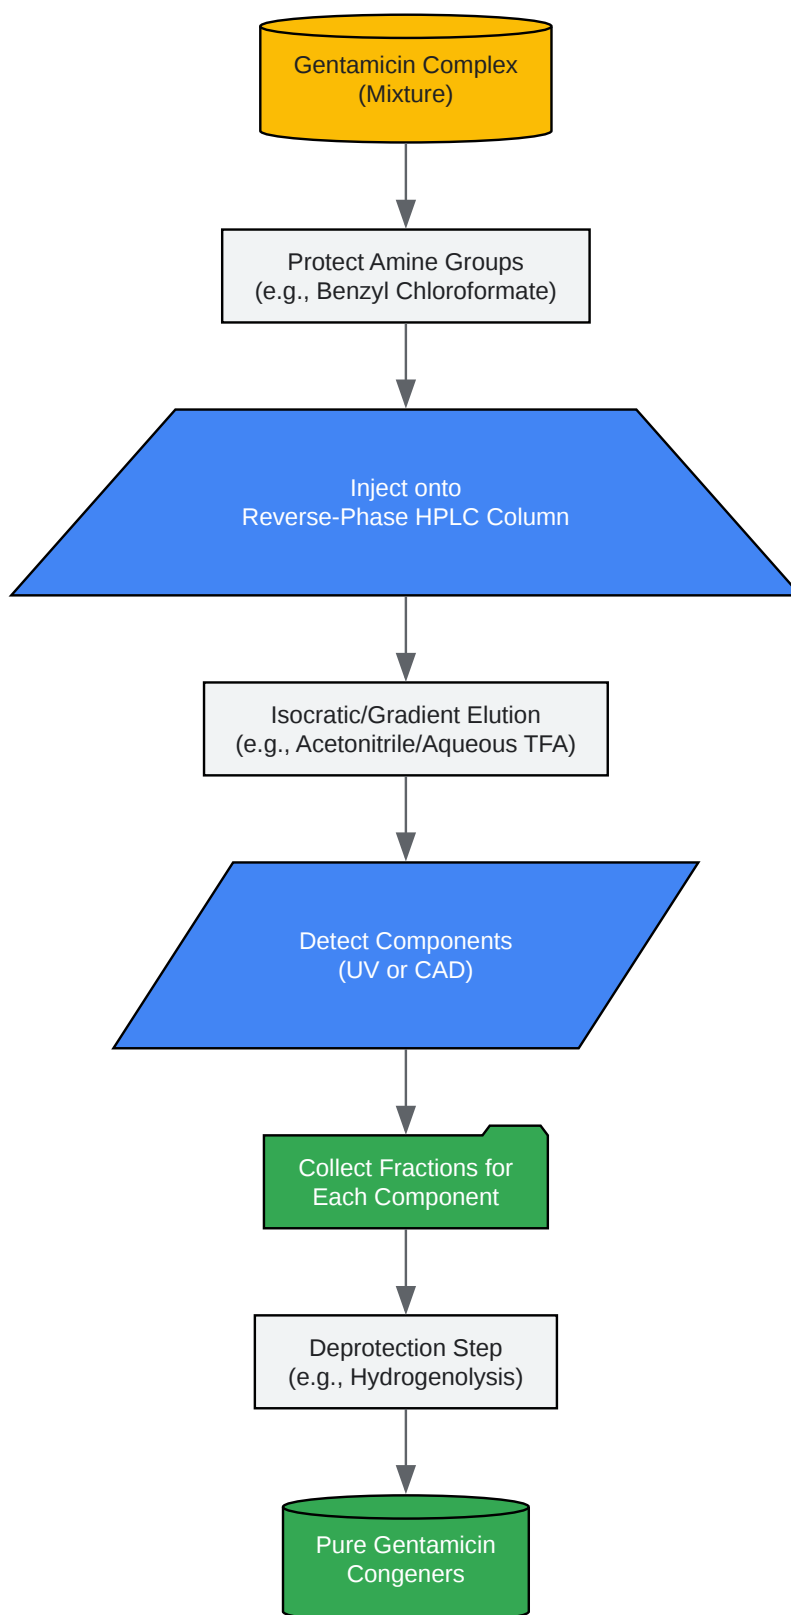 Gentamicin Complex
(Mixture)
Protect Amine Groups
(e.g., Benzyl Chloroformate)
Inject onto
Reverse-Phase HPLC Column
Isocratic/Gradient Elution
(e.g., Acetonitrile/Aqueous TFA)
Detect Components
(UV or CAD)
Collect Fractions for
Each Component
Deprotection Step
(e.g., Hydrogenolysis)
Pure Gentamicin
Congeners